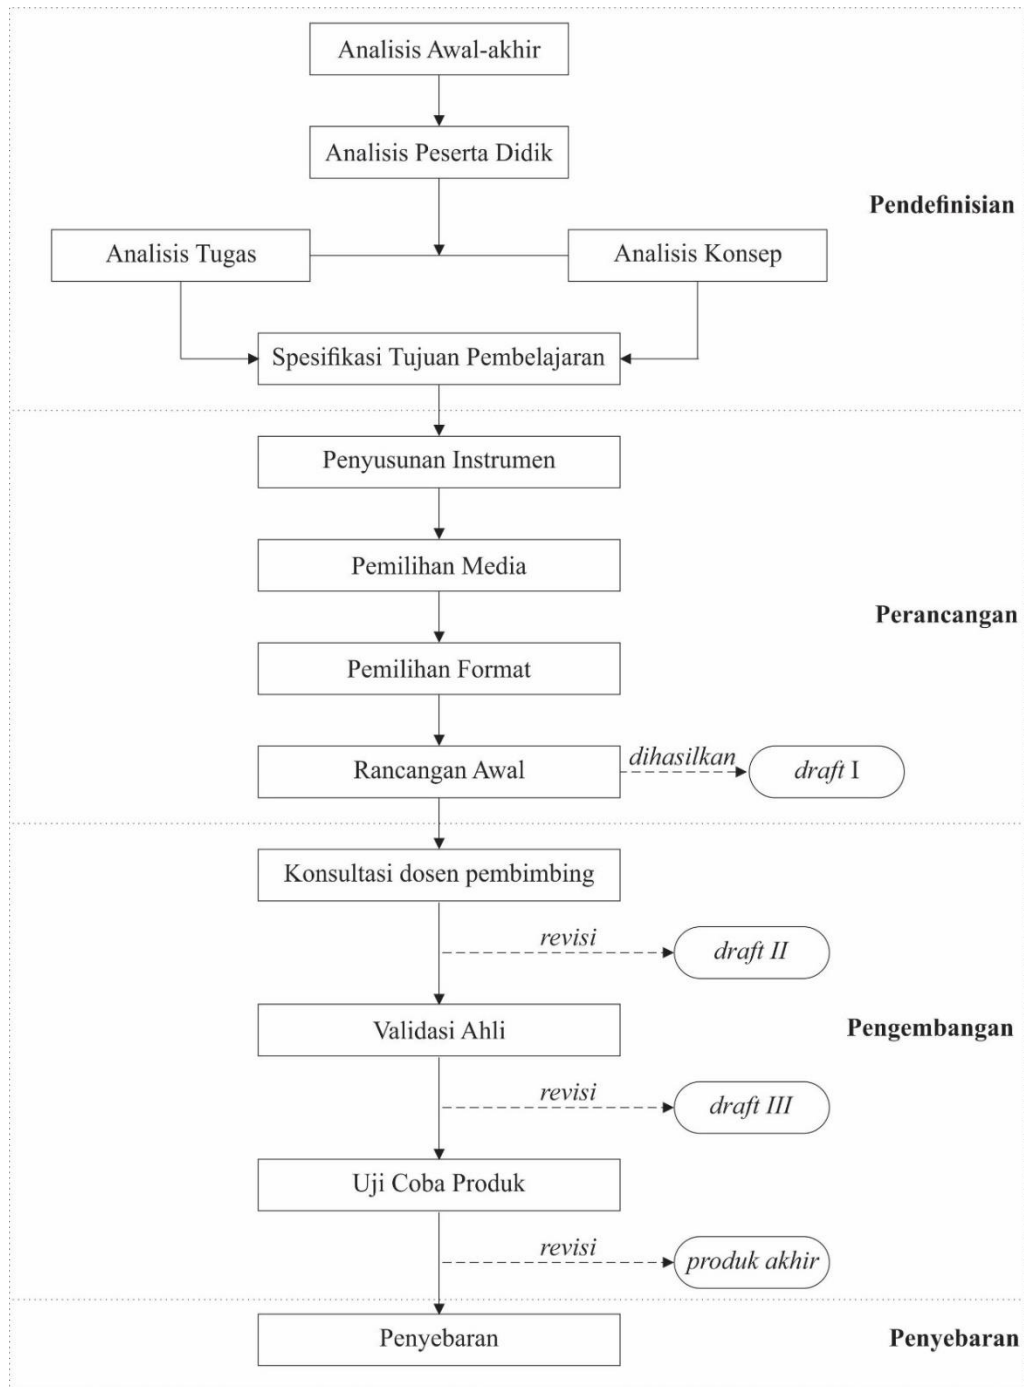 Analisis Awal-akhir
Analisis Peserta Didik
Pendefinisian
Analisis Tugas
Analisis Konsep
Spesifikasi Tujuan Pembelajaran
Penyusunan Instrumen
Pemilihan Media
Perancangan
Pemilihan Format
Rancangan Awal
dihasilkan
draft I
Konsultasi dosen pembimbing
revisi
draft II
Validasi Ahli
Pengembangan
revisi
draft III
Uji Coba Produk
revisi
produk akhir
Penyebaran
Penyebaran